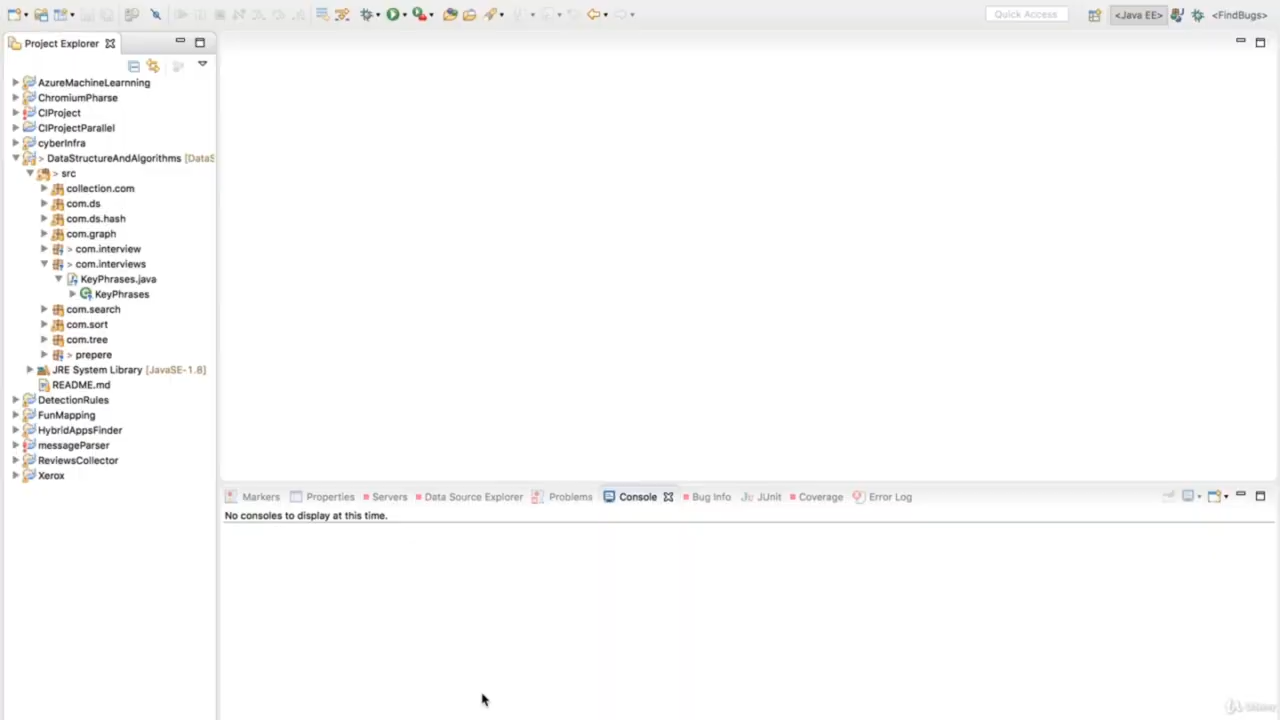 Quick Access
<Java EE>
<FindBugs>
Project Explorer
AzureMachineLearnning
ChromiumPharse
CIProject
CIProjectParallel
cyberInfra
> DataStructureAndAlgorithms [DataS
> src
collection.com
com.ds
com.ds.hash
com.graph
> com.interview
> com.interviews
KeyPhrases.java
KeyPhrases
com.search
com.sort
com.tree
> prepere
JRE System Library [JavaSE-1.8]
README.md
DetectionRules
FunMapping
HybridAppsFinder
messageParser
ReviewsCollector
Xerox
Markers Properties Servers Data Source Explorer Problems Console Bug Info Ju JUnit Coverage Error Log
No consoles to display at this time.
Udemy